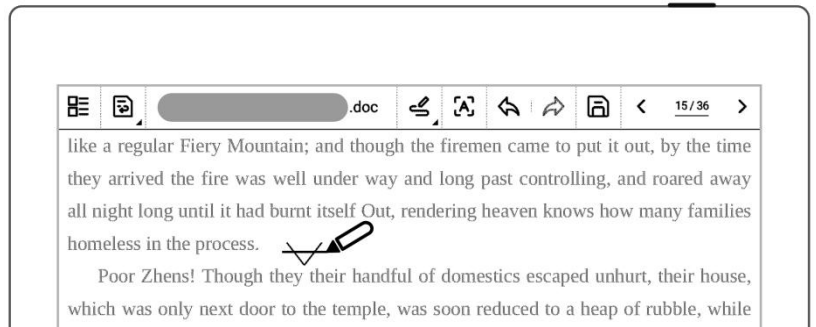 .doc
15 / 36
like a regular Fiery Mountain; and though the firemen came to put it out, by the time
they arrived the fire was well under way and long past controlling, and roared away
all night long until it had burnt itself Out, rendering heaven knows how many families
homeless in the process.
Poor Zhens! Though they their handful of domestics escaped unhurt, their house,
which was only next door to the temple, was soon reduced to a heap of rubble, while